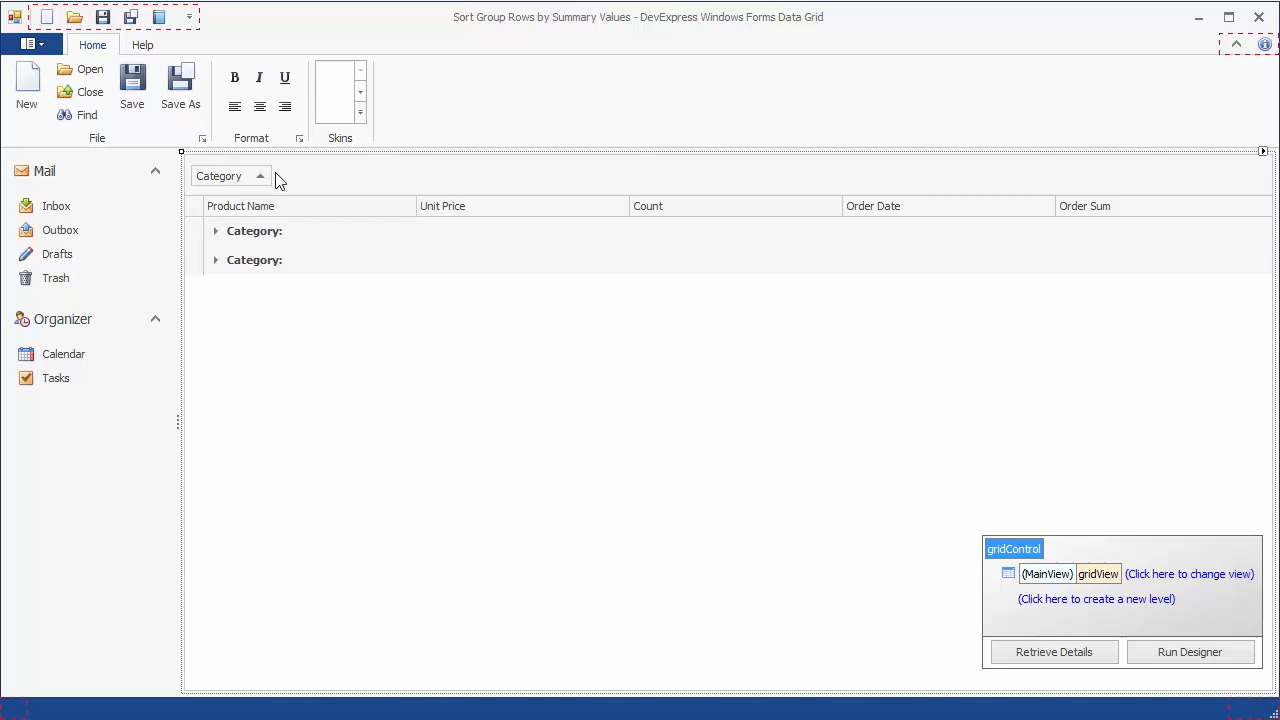 Sort Group Rows by Summary Values - DevExpress Windows Forms Data Grid
Home Help
New
Open
Close
Find
Save
Save As
File
B I U
Format
Skins
Mail
Inbox
Outbox
Drafts
Trash
Organizer
Calendar
Tasks
Category
Product Name Unit Price Count Order Date Order Sum
Category:
Category:
gridControl
(MainView) gridView (Click here to change view)
(Click here to create a new level)
Retrieve Details Run Designer